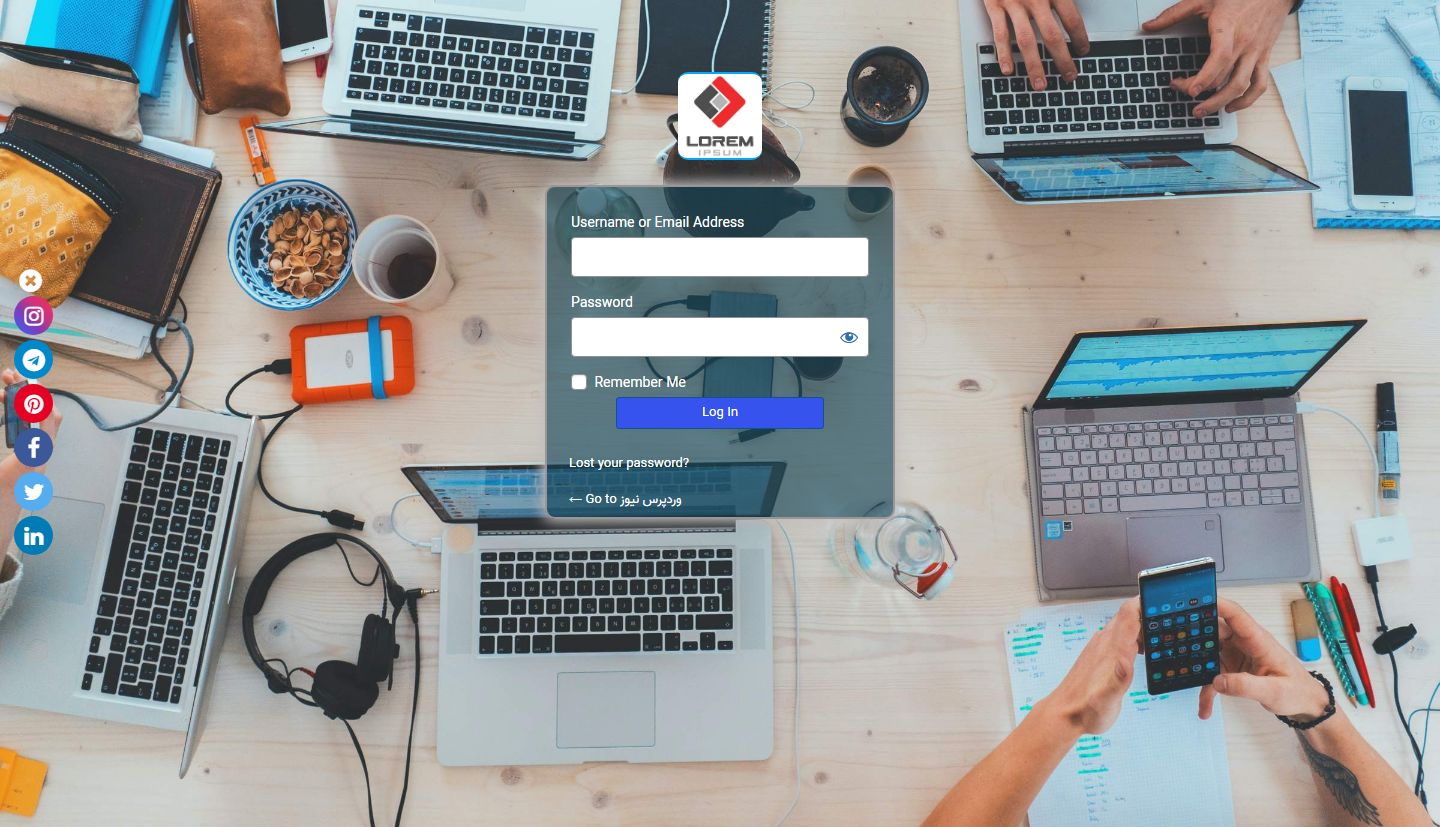 LOREM
IPSUM
Username or Email Address
Password
Remember Me
Log In
Lost your password?
← Go to وردپرس نیوز